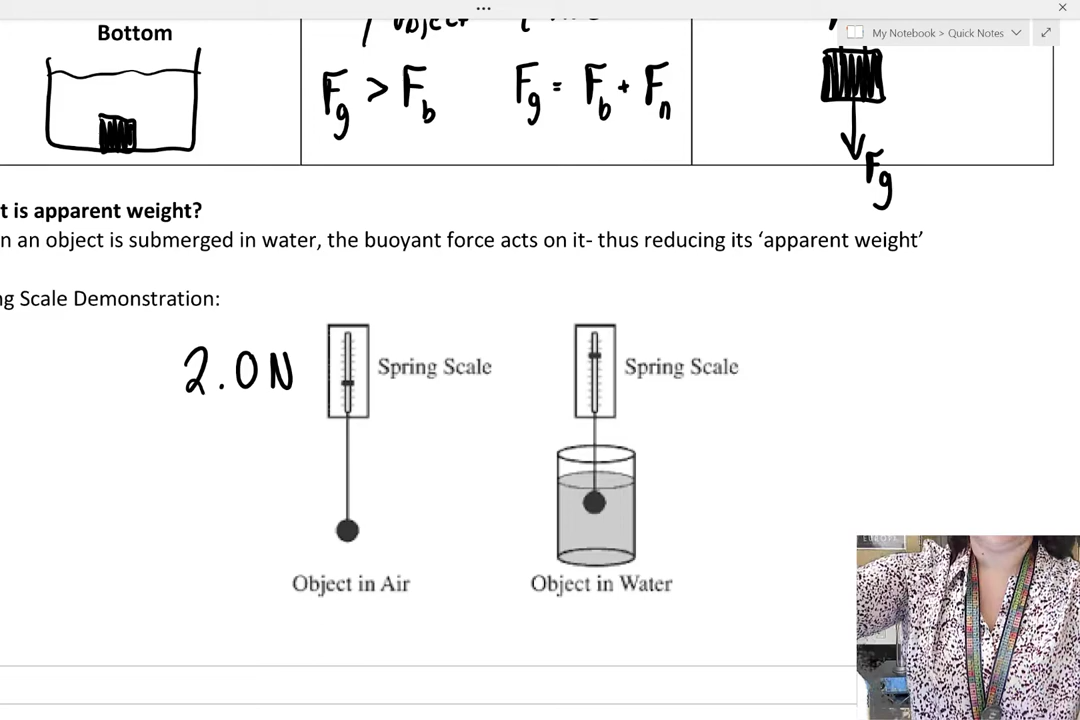 ...
My Notebook > Quick Notes
Bottom
object
Fg > Fb Fg = Fb + Fn
Fg
t is apparent weight?
n an object is submerged in water, the buoyant force acts on it- thus reducing its ‘apparent weight’
ng Scale Demonstration:
2.0N
Spring Scale
Spring Scale
Object in Air
Object in Water